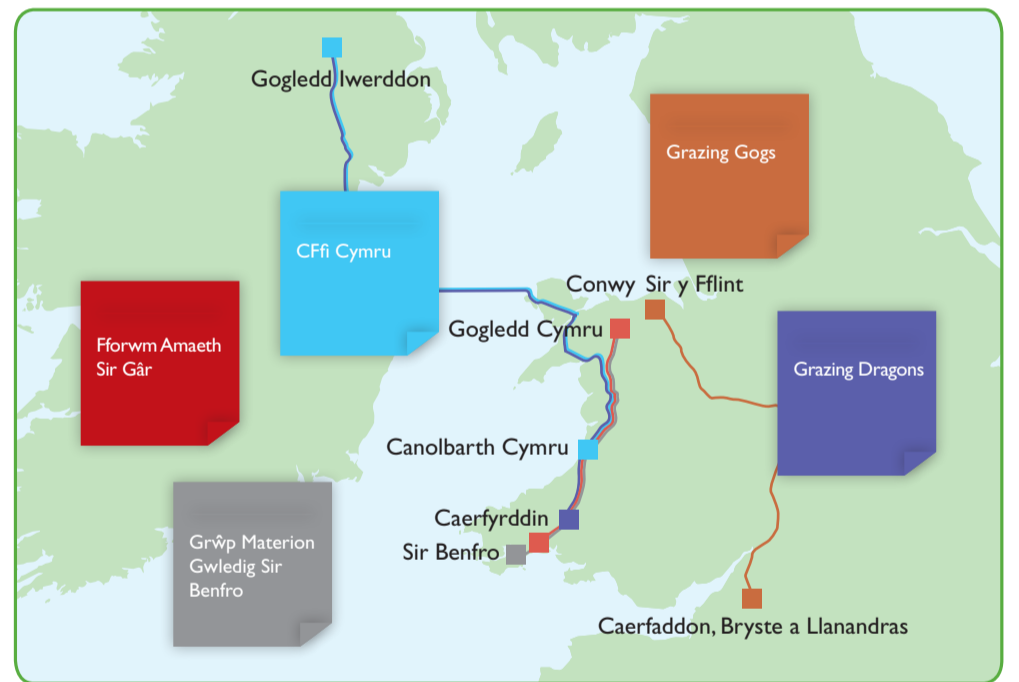 Gogledd Iwerddon
Grazing Gogs
CFfi Cymru
Conwy Sir y Fflint
Gogledd Cymru
Fforwm Amaeth
Sir Gâr
Grazing Dragons
Canolbarth Cymru
Caerfyrddin
Sir Benfro
Grŵp Materion
Gwledig Sir
Benfro
Caerfaddon, Bryste a Llanandras